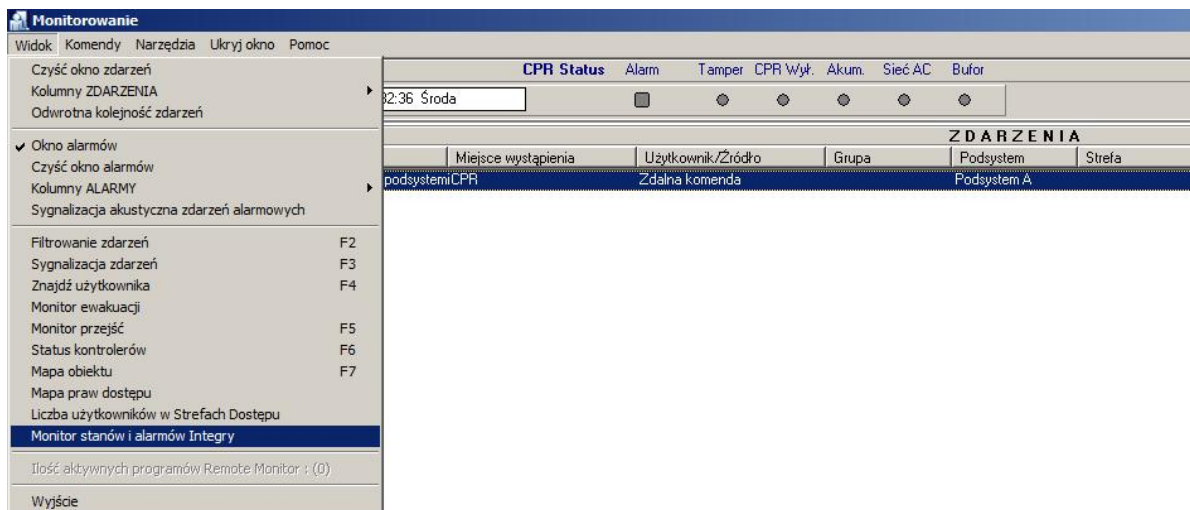 Monitorowanie
Widok Komendy Narzędzia Ukryj okno Pomoc
Czyść okno zdarzeń
Kolumny ZDARZENIA
Odwrotna kolejność zdarzeń
Okno alarmów
Czyść okno alarmów
Kolumny ALARMY
Sygnalizacja akustyczna zdarzeń alarmowych
Filtrowanie zdarzeń F2
Sygnalizacja zdarzeń F3
Znajdź użytkownika F4
Monitor ewakuacji
Monitor przejść F5
Status kontrolerów F6
Mapa obiektu F7
Mapa praw dostępu
Liczba użytkowników w Strefach Dostępu
Monitor stanów i alarmów Integry
Ilość aktywnych programów Remote Monitor : (0)
Wyjście
CPR Status Alarm Tamper CPR Wył. Akum. Sieć AC Bufor
32:36 Środa
ZDARZENIA
Miejsce wystąpienia Użytkownik/Źródło Grupa Podsystem Strefa
podsystemi CPR Zdalna komenda Podsystem A